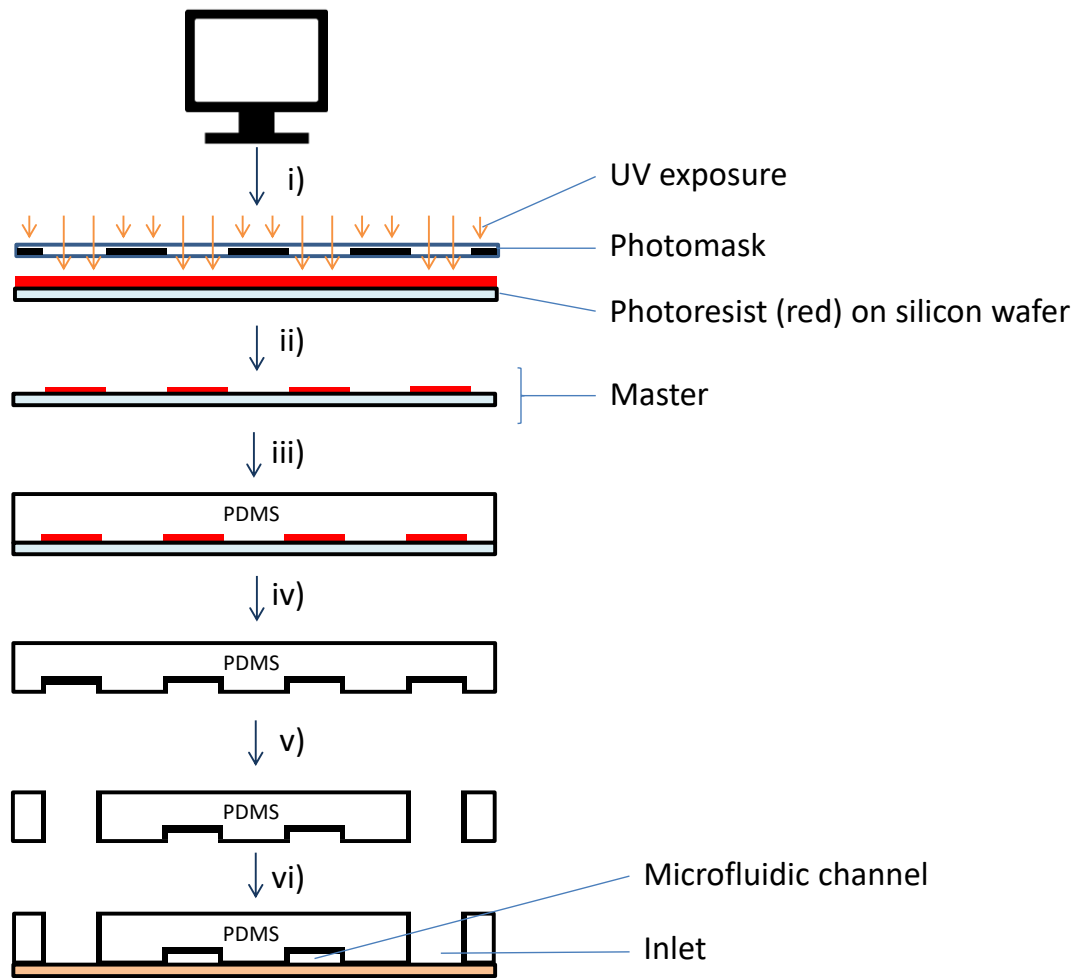 i)
UV exposure
Photomask
Photoresist (red) on silicon wafer
ii)
Master
iii)
PDMS
iv)
PDMS
v)
PDMS
vi)
Microfluidic channel
PDMS
Inlet